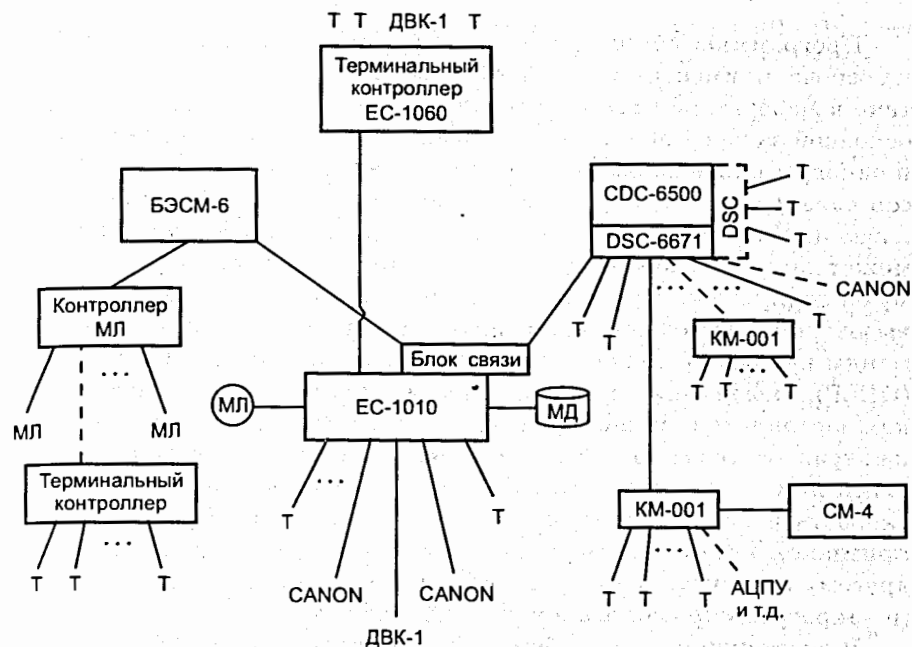 Т Т ДВК-1 Т
Терминальный
контроллер
ЕС-1060
БЭСМ-6
CDC-6500
DSC-6671
DSC
Т
Т
Т
Контроллер
МЛ
...
МЛ
МЛ
Терминальный
контроллер
...
Т Т Т
Блок связи
ЕС-1010
МЛ
МД
...
Т
CANON
ДВК-1
CANON
Т
Т Т
... ...
Т
CANON
КМ-001
...
Т Т Т
КМ-001
СМ-4
...
Т Т Т
АЦПУ
и т.д.